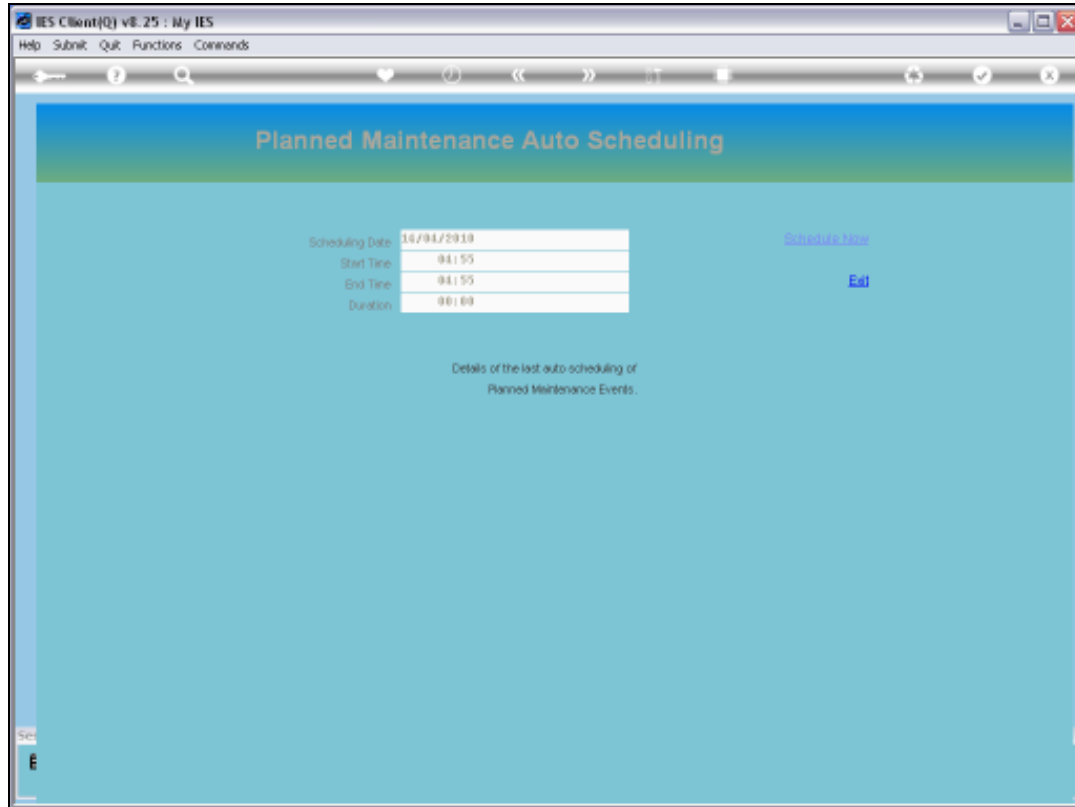 IES Client(Q) v8.25 : My IES
Help Submit Quit Functions Commands
Planned Maintenance Auto Scheduling
Scheduling Date 14/04/2010
Schedule Now
Start Time 04:55
End Time 04:55
Exit
Duration 00:00
Details of the last auto scheduling of
Planned Maintenance Events.